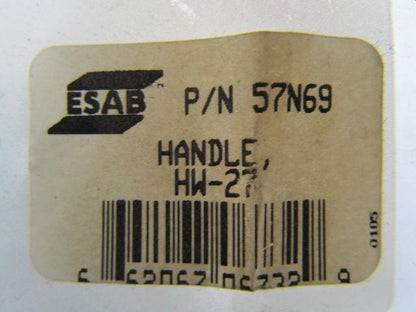 ESAB
P/N 57N69
HANDLE,
HW-27
0105